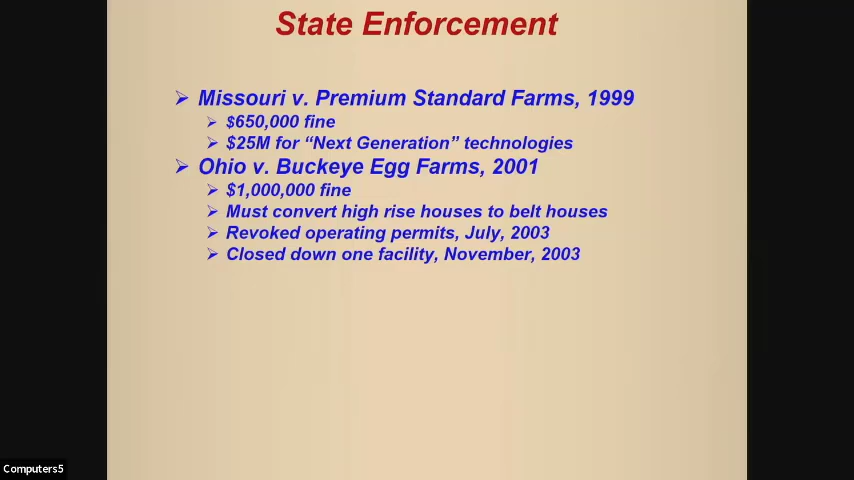 State Enforcement
Missouri v. Premium Standard Farms, 1999
$650,000 fine
$25M for “Next Generation” technologies
Ohio v. Buckeye Egg Farms, 2001
$1,000,000 fine
Must convert high rise houses to belt houses
Revoked operating permits, July, 2003
Closed down one facility, November, 2003
Computers5